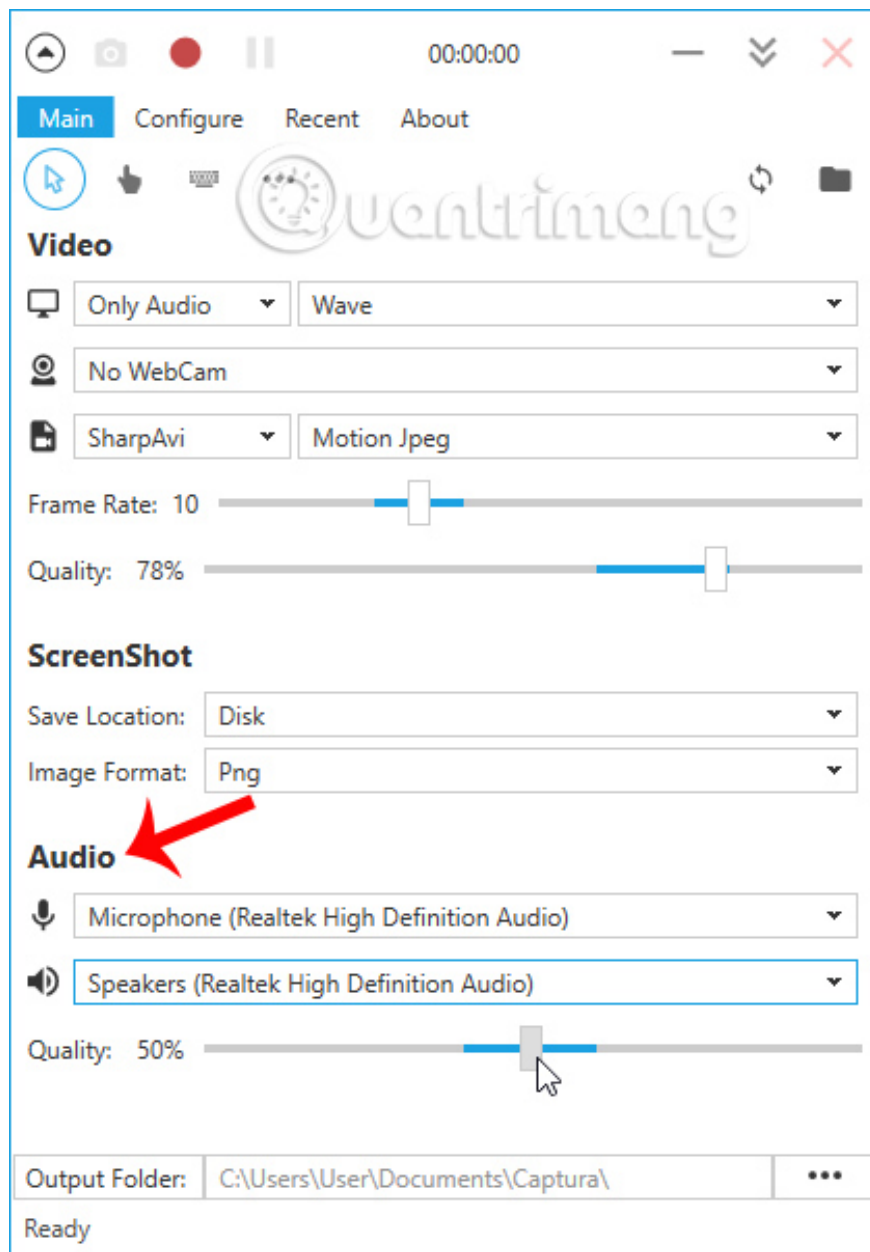 00:00:00
Main Configure Recent About
Quantrimang
Video
Only Audio Wave
No WebCam
SharpAvi Motion Jpeg
Frame Rate: 10
Quality: 78%
ScreenShot
Save Location: Disk
Image Format: Png
Audio
Microphone (Realtek High Definition Audio)
Speakers (Realtek High Definition Audio)
Quality: 50%
Output Folder: C:\Users\User\Documents\Captura\ •••
Ready